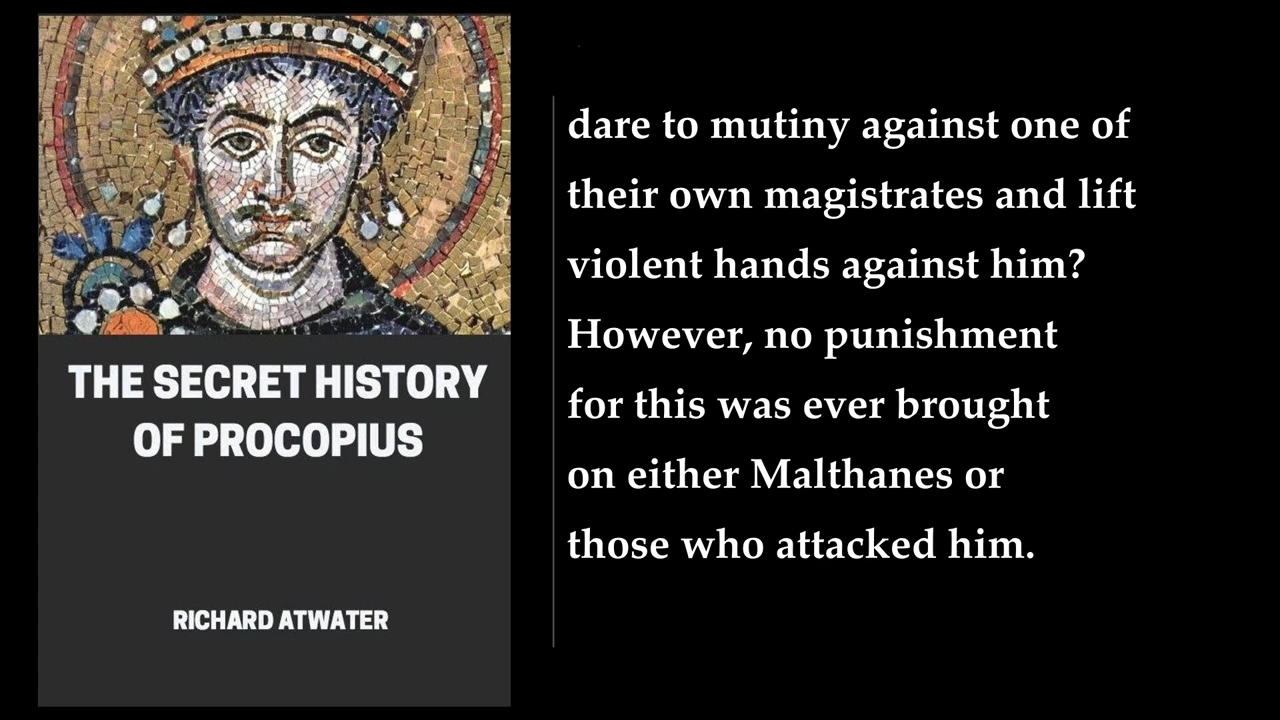 THE SECRET HISTORY
OF PROCOPIUS
RICHARD ATWATER
dare to mutiny against one of
their own magistrates and lift
violent hands against him?
However, no punishment
for this was ever brought
on either Malthanes or
those who attacked him.